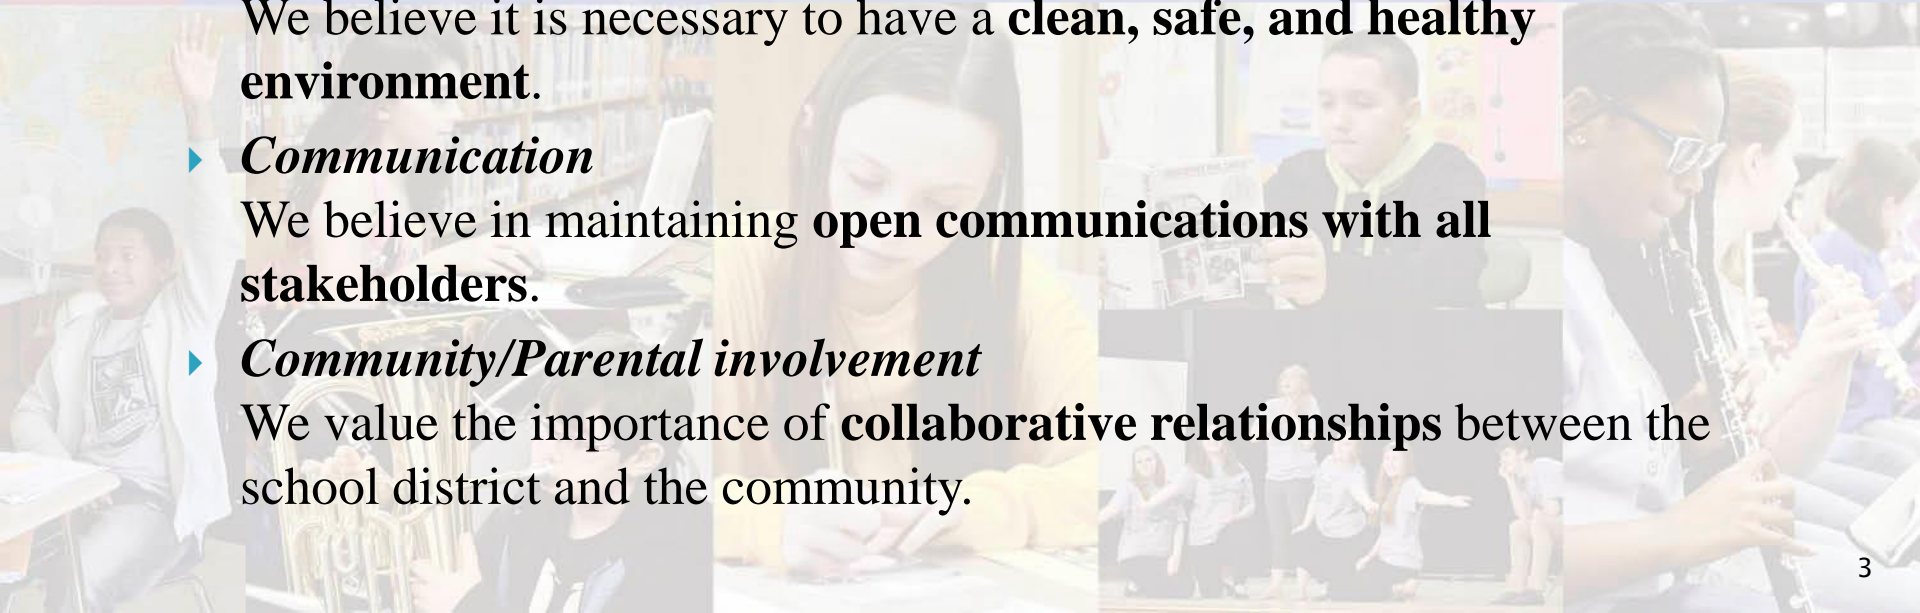 We believe it is necessary to have a clean, safe, and healthy
environment.
Communication
We believe in maintaining open communications with all
stakeholders.
Community/Parental involvement
We value the importance of collaborative relationships between the
school district and the community.
3